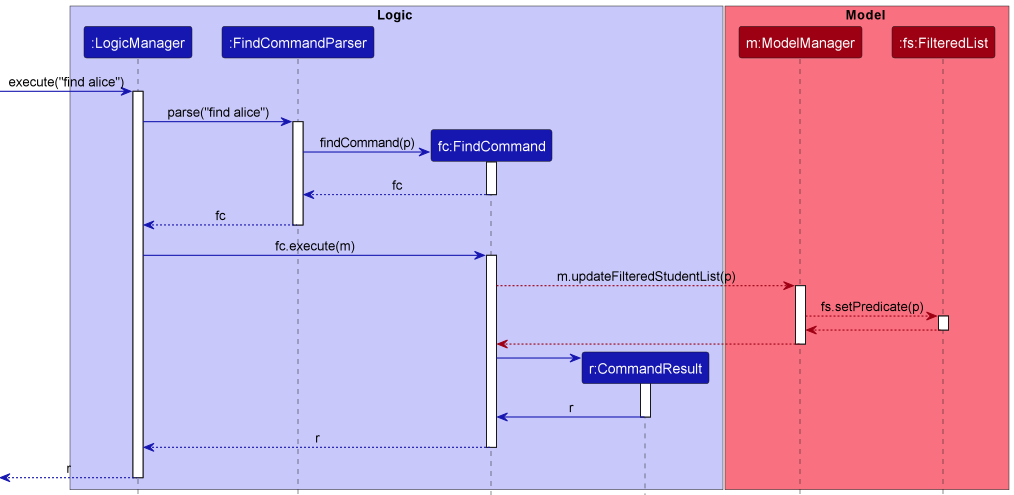 Logic
Model
:LogicManager
:FindCommandParser
m:ModelManager
:fs:FilteredList
execute("find alice")
parse("find alice")
findCommand(p)
fc:FindCommand
fc
fc
fc.execute(m)
m.updateFilteredStudentList(p)
fs.setPredicate(p)
r:CommandResult
r
r
r